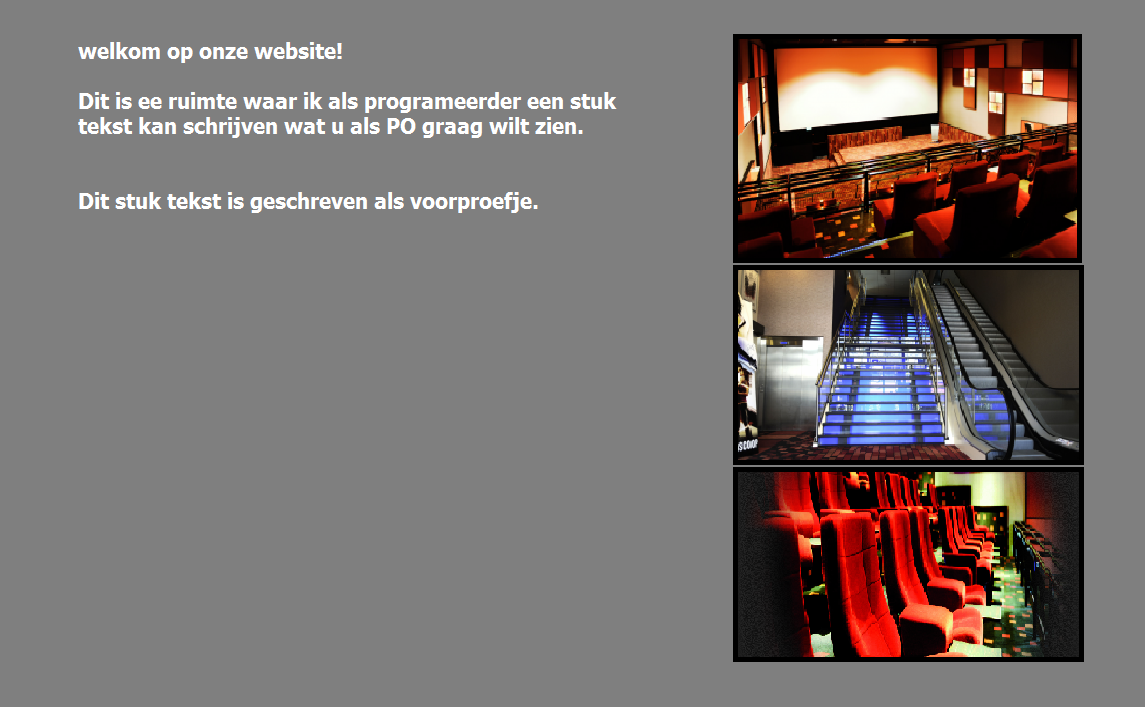 welkom op onze website!
Dit is ee ruimte waar ik als programeerder een stuk
tekst kan schrijven wat u als PO graag wilt zien.
Dit stuk tekst is geschreven als voorproefje.